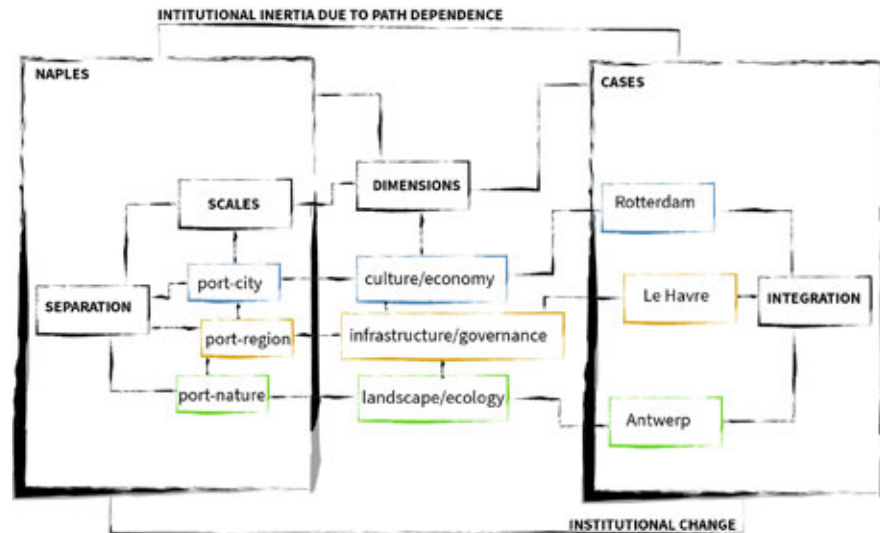 INTITUTIONAL INERTIA DUE TO PATH DEPENDENCE
NAPLES
CASES
DIMENSIONS
SCALES
Rotterdam
port-city
culture/economy
SEPARATION
Le Havre
INTEGRATION
port-region
infrastructure/governance
port-nature
landscape/ecology
Antwerp
INSTITUTIONAL CHANGE